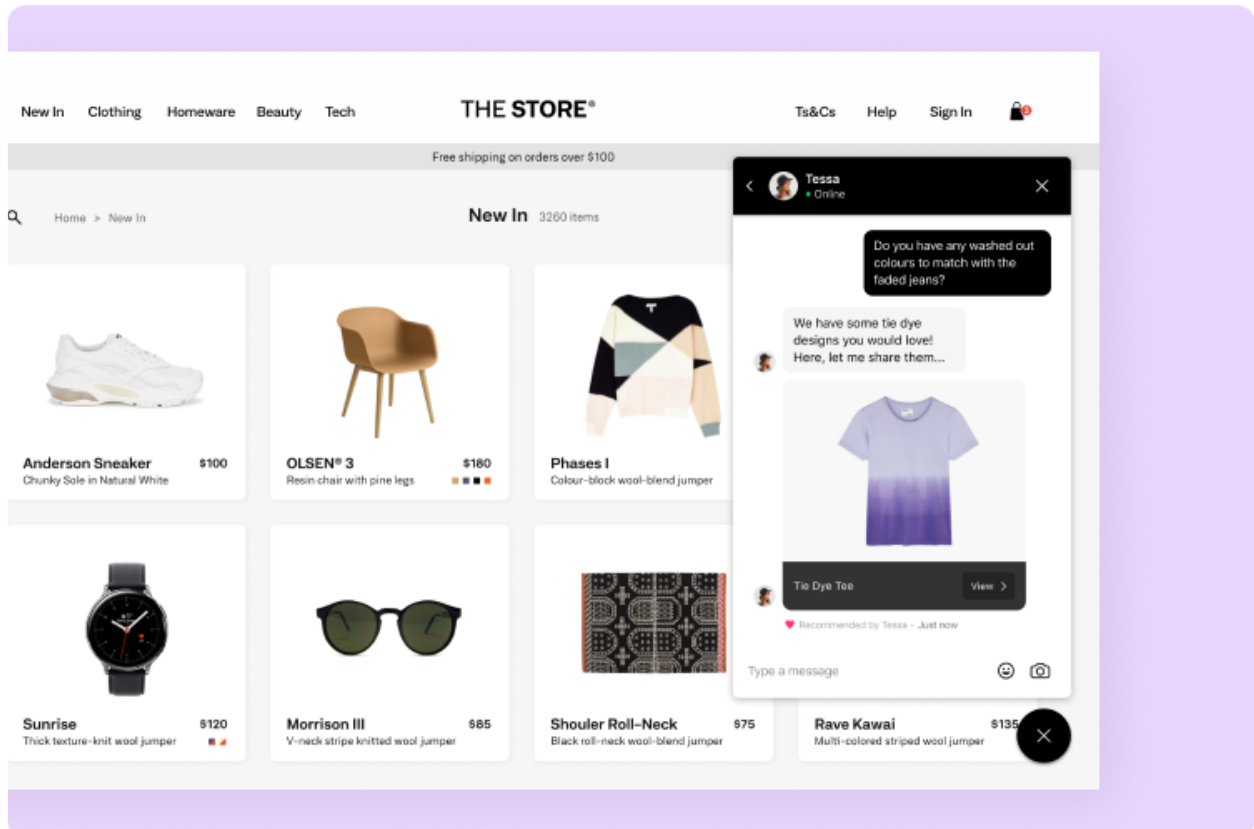 New In Clothing Homeware Beauty Tech THE STORE® Ts&Cs Help Sign In
Free shipping on orders over $100
Home > New In
New In 3260 items
Anderson Sneaker $100
Chunky Sole in Natural White
OLSEN® 3 $180
Resin chair with pine legs
Phases I
Colour-block wool-blend jumper
Sunrise $120
Thick texture-knit wool jumper
Morrison III $85
V-neck stripe knitted wool jumper
Shouler Roll-Neck $75
Black roll-neck wool-blend jumper
Rave Kawai $135
Multi-colored striped wool jumper
Tessa
Online
Do you have any washed out
colours to match with the
faded jeans?
We have some tie dye
designs you would love!
Here, let me share them...
Tie Dye Tee View >
Recommended by Tessa - Just now
Type a message